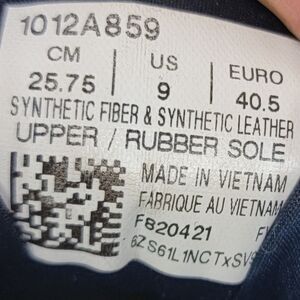 1012A859
CM US EURO
25.75 9 40.5
SYNTHETIC FIBER & SYNTHETIC LEATHER
UPPER / RUBBER SOLE
MADE IN VIETNAM
FABRIQUE AU VIETNAM
FB20421